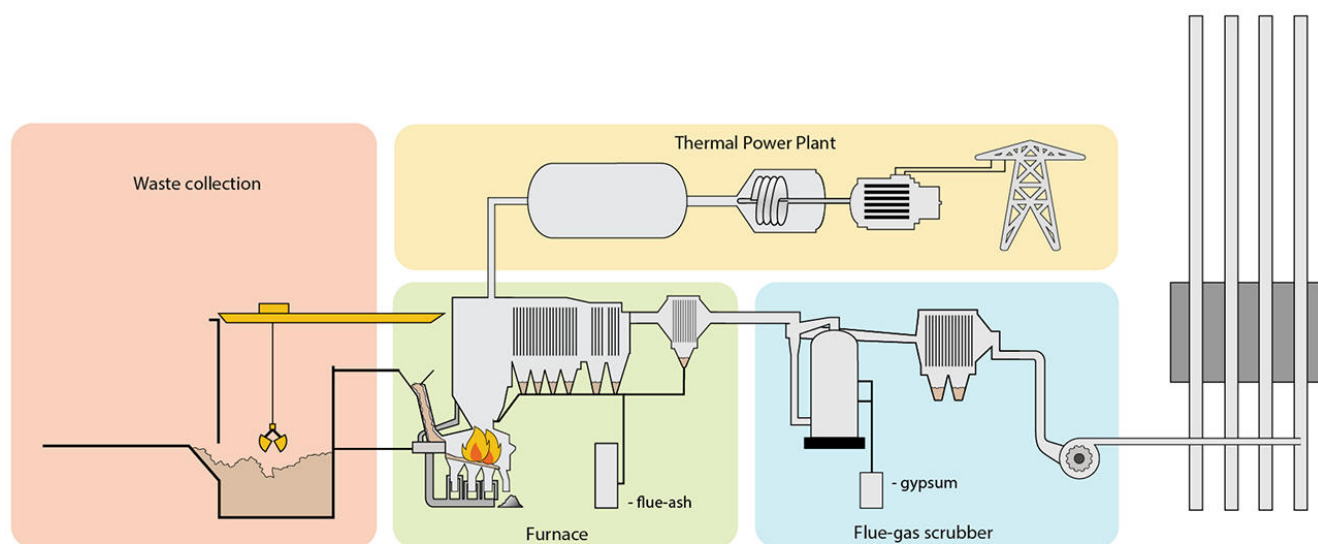 Thermal Power Plant
Waste collection
- flue-ash
Furnace
- gypsum
Flue-gas scrubber